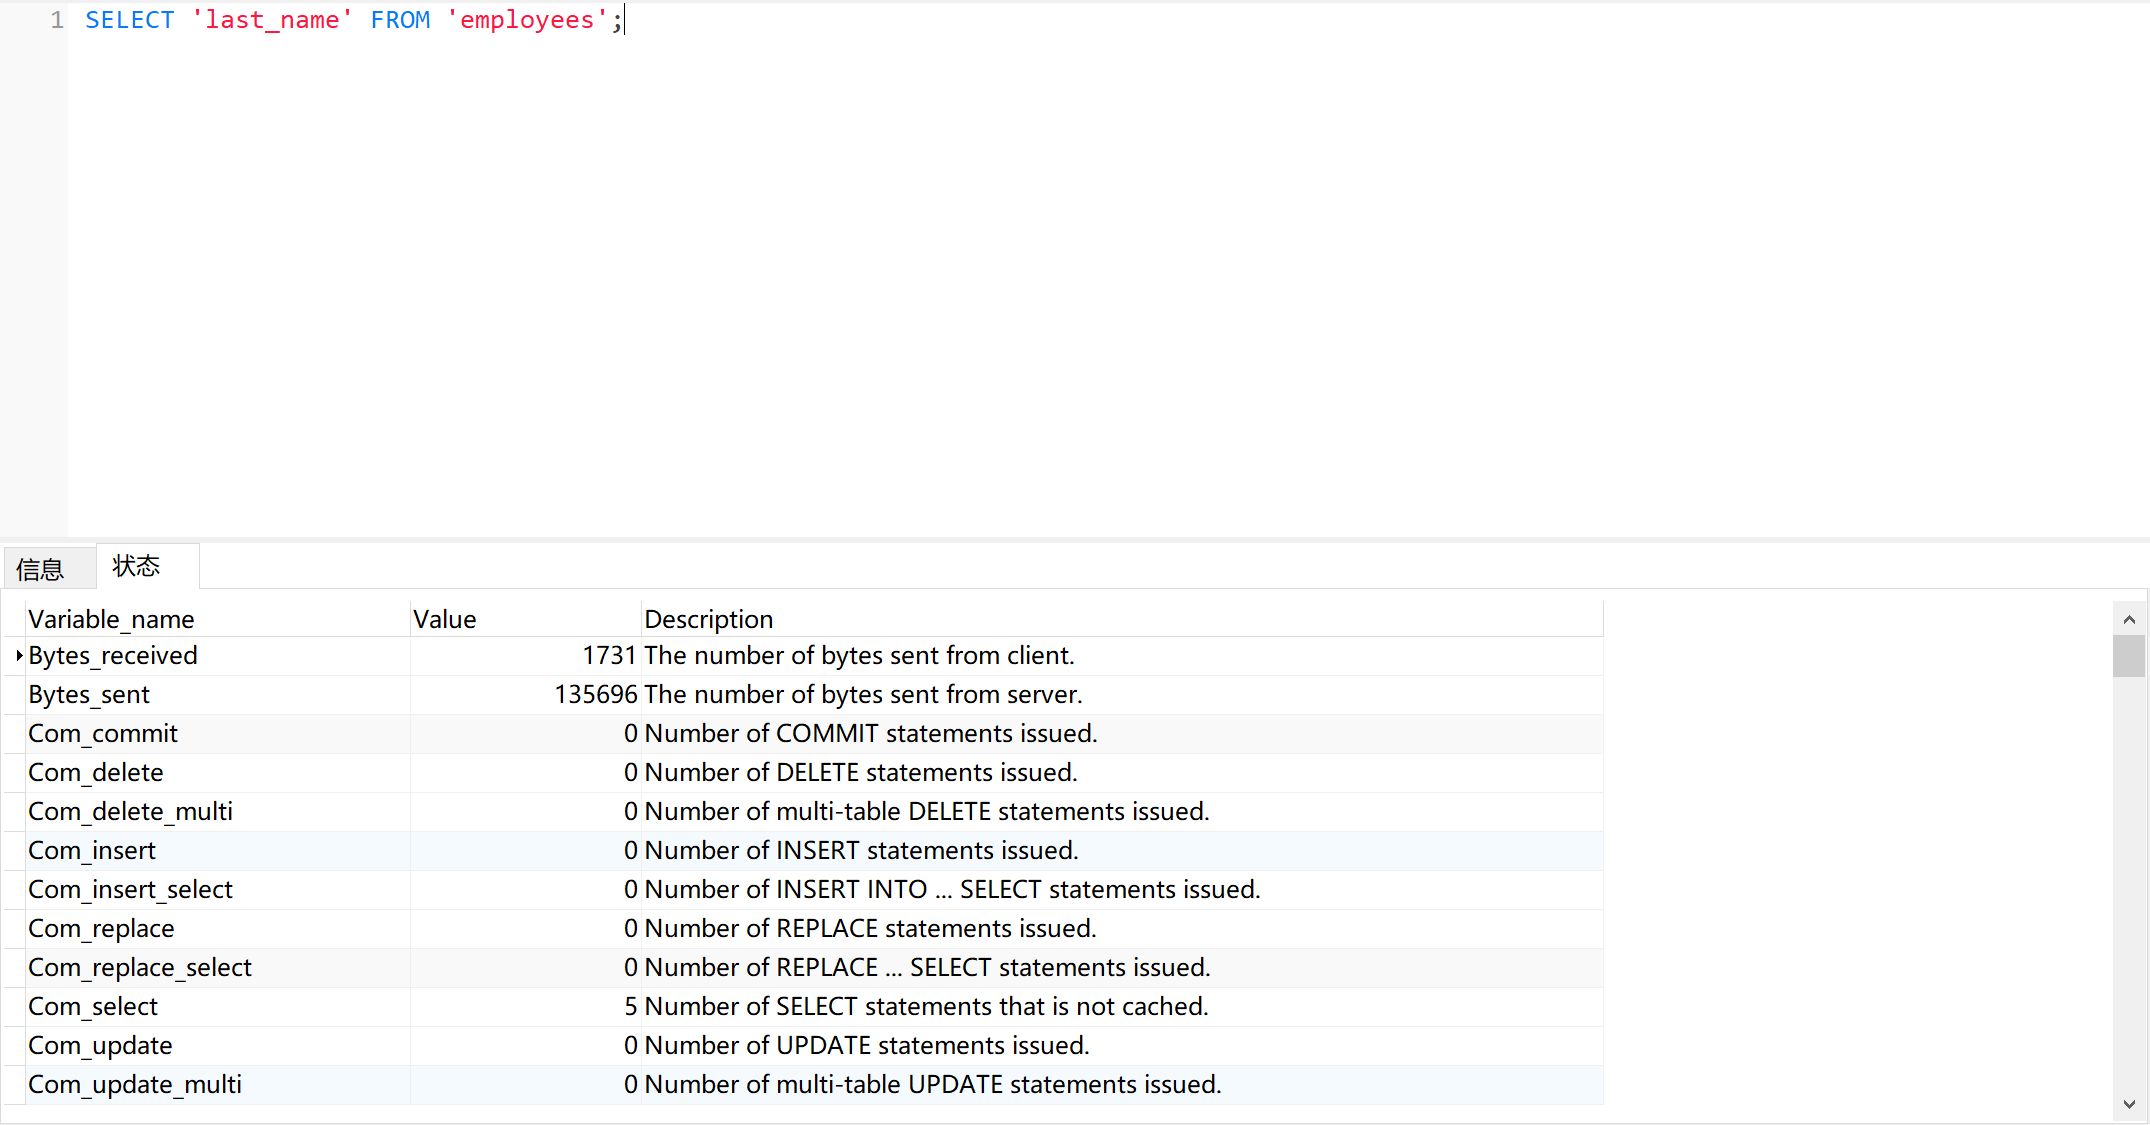 1 SELECT 'last_name' FROM 'employees';
信息 状态
Variable_name Value Description
Bytes_received 1731 The number of bytes sent from client.
Bytes_sent 135696 The number of bytes sent from server.
Com_commit 0 Number of COMMIT statements issued.
Com_delete 0 Number of DELETE statements issued.
Com_delete_multi 0 Number of multi-table DELETE statements issued.
Com_insert 0 Number of INSERT statements issued.
Com_insert_select 0 Number of INSERT INTO ... SELECT statements issued.
Com_replace 0 Number of REPLACE statements issued.
Com_replace_select 0 Number of REPLACE ... SELECT statements issued.
Com_select 5 Number of SELECT statements that is not cached.
Com_update 0 Number of UPDATE statements issued.
Com_update_multi 0 Number of multi-table UPDATE statements issued.